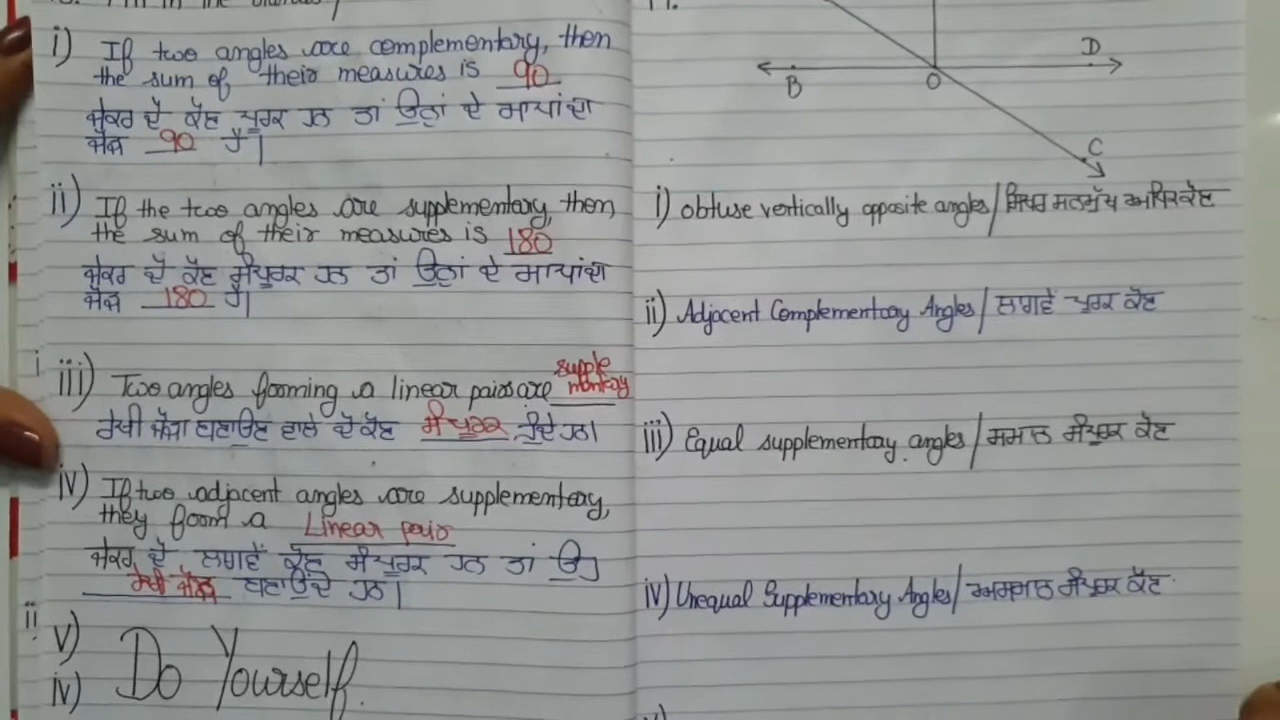 i) If two angles are complementary, then
the sum of their measures is 90
ਜੇਕਰ ਦੋ ਕੋਣ ਪੂਰਕ ਹਨ ਤਾਂ ਉਨ੍ਹਾਂ ਦੇ ਮਾਪਾਂਦਾ
ਜੋੜ 90 ਹੈ।
ii) If the two angles are supplementary, then
the sum of their measures is 180
ਜੇਕਰ ਦੋ ਕੋਣ ਸੰਪੂਰਕ ਹਨ ਤਾਂ ਉਨ੍ਹਾਂ ਦੇ ਮਾਪਾਂਦਾ
ਜੋੜ 180 ਹੈ।
i
iii) Two angles forming a linear pair are supplementary
ਰੇਖੀ ਜੋੜਾ ਬਣਾਉਣ ਵਾਲੇ ਦੋ ਕੋਣ ਸੰਪੂਰਕ ਹੁੰਦੇ ਹਨ।
iv) If two adjacent angles are supplementary,
they form a Linear pair
ਜੇਕਰ ਦੋ ਲਾਗਵੇਂ ਕੋਣ ਸੰਪੂਰਕ ਹਨ ਤਾਂ ਉਹ
ਰੇਖੀ ਜੋੜਾ ਬਣਾਉਂਦੇ ਹਨ।
ii
v)
iv) Do Yourself.
B
O
D
C
i) obtuse vertically opposite angles/ਸਿਖਰ ਸਨਮੁੱਖ ਅਧਿਕਕੋਣ
ii) Adjacent Complementary Angles/ਲਾਗਵੇਂ ਪੂਰਕ ਕੋਣ
iii) Equal supplementary angles/ਸਮਾਨ ਸੰਪੂਰਕ ਕੋਣ
iv) Unequal Supplementary Angles/ਅਸਮਾਨ ਸੰਪੂਰਕ ਕੋਣ